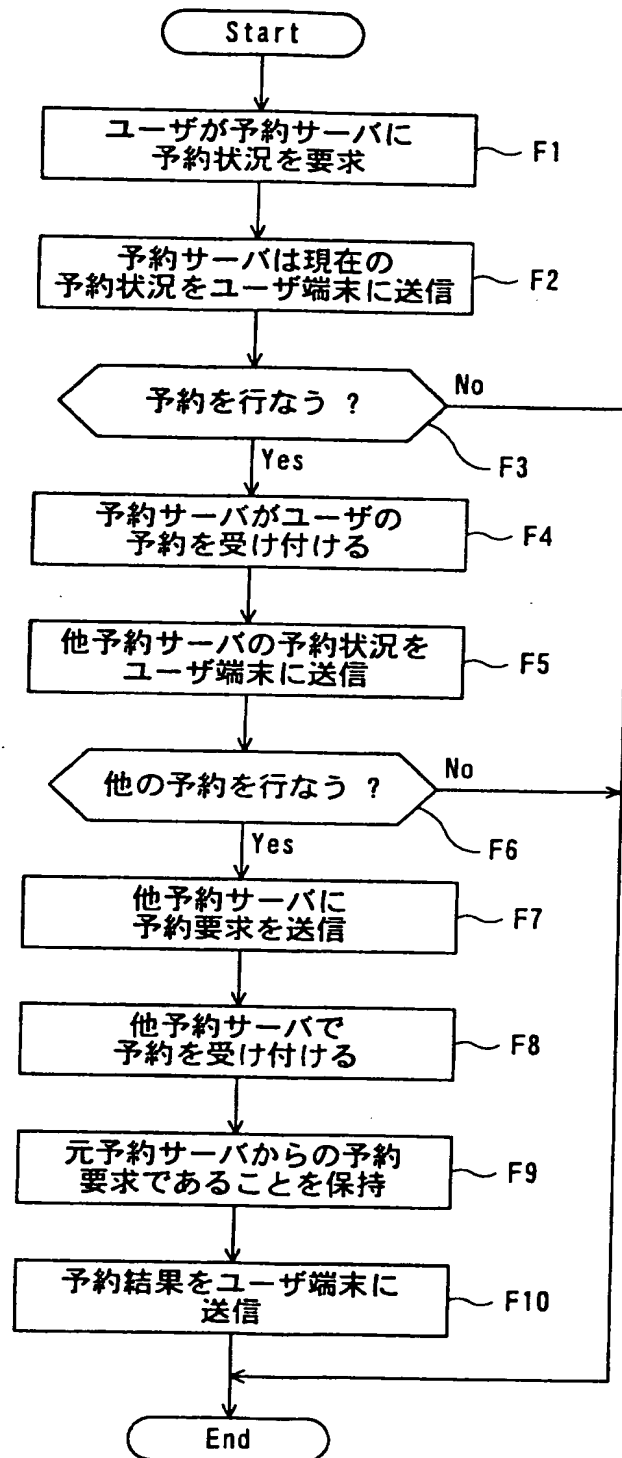 Start
ユーザが予約サーバに
予約状況を要求
F1
予約サーバは現在の
予約状況をユーザ端末に送信
F2
予約を行なう ?
No
F3
Yes
予約サーバがユーザの
予約を受け付ける
F4
他予約サーバの予約状況を
ユーザ端末に送信
F5
他の予約を行なう ?
No
F6
Yes
他予約サーバに
予約要求を送信
F7
他予約サーバで
予約を受け付ける
F8
元予約サーバからの予約
要求であることを保持
F9
予約結果をユーザ端末に
送信
F10
End